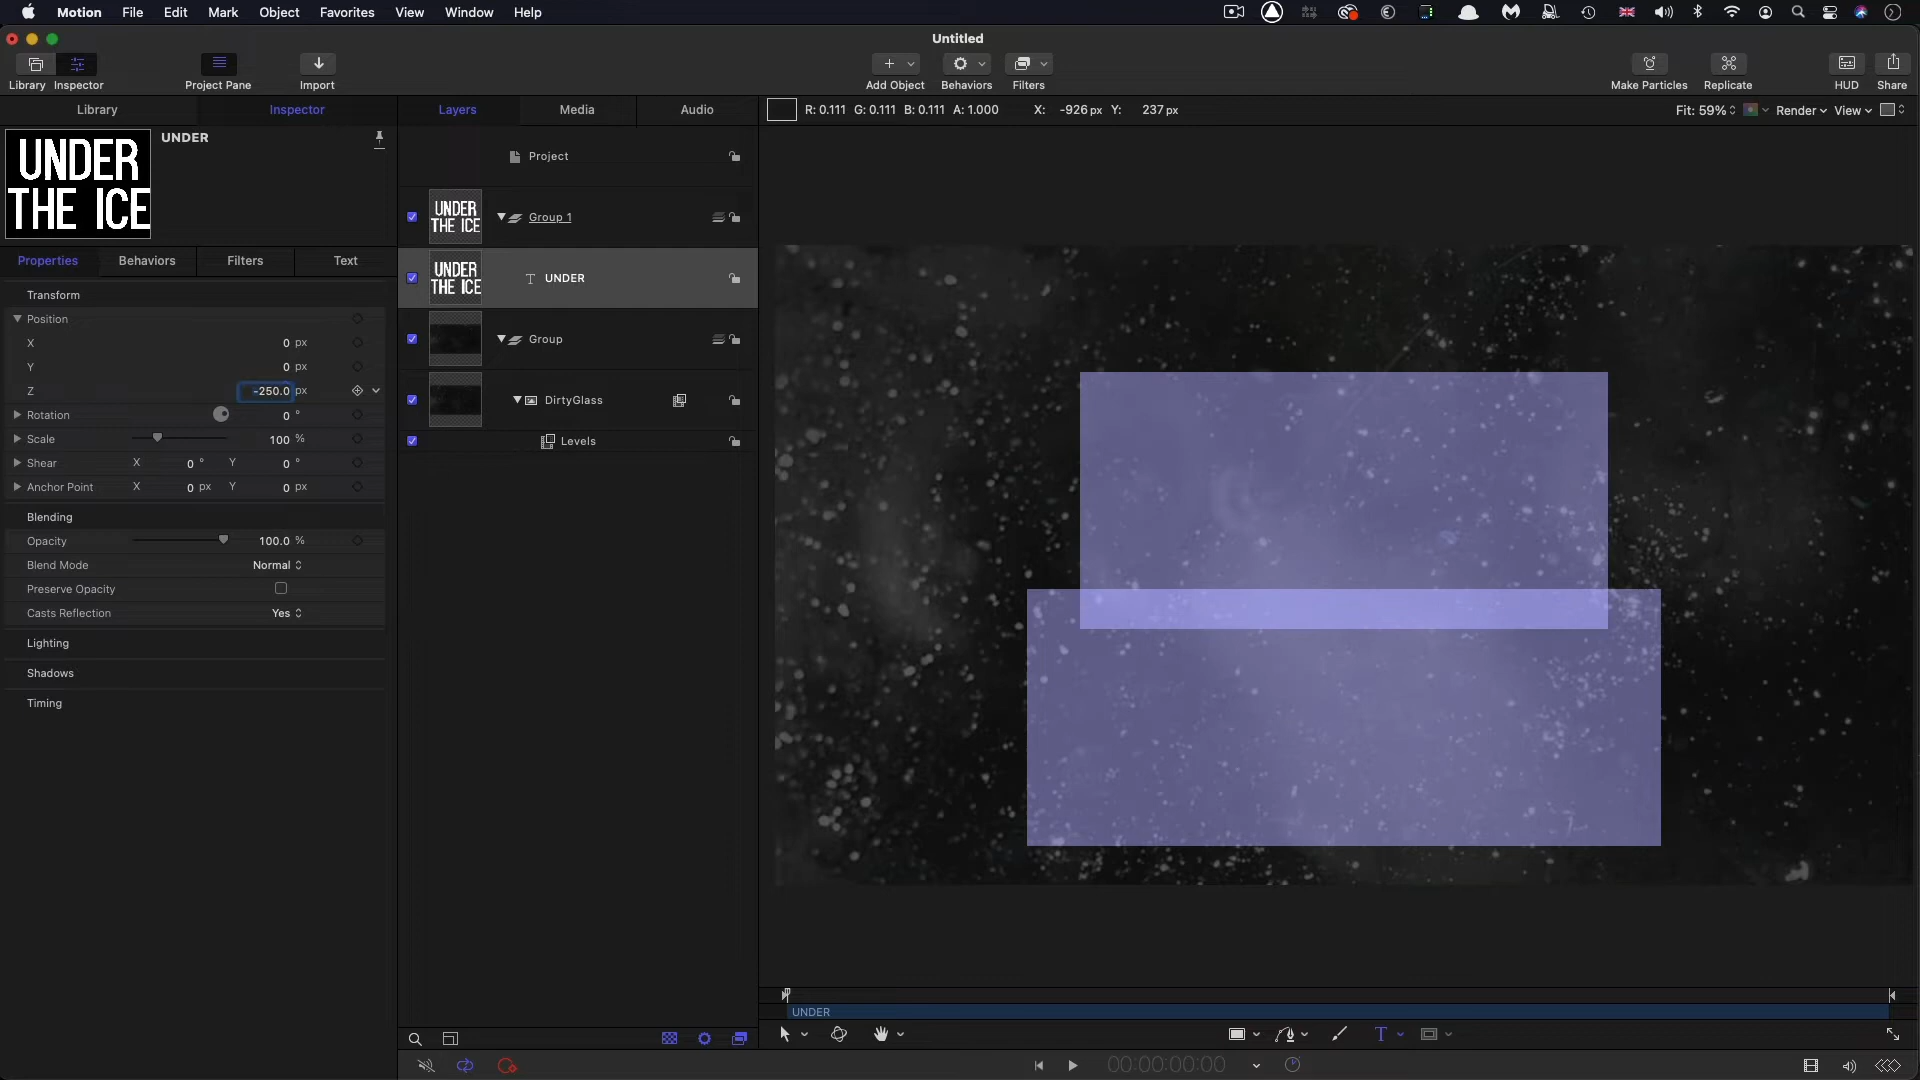 Motion File Edit Mark Object Favorites View Window Help
Untitled
Library Inspector Project Pane Import Add Object Behaviors Filters Make Particles Replicate HUD Share
Library Inspector Layers Media Audio R: 0.111 G: 0.111 B: 0.111 A: 1.000 X: -926 px Y: 237 px Fit: 59% Render View
UNDER
THE ICE
UNDER
Project
UNDER
THE ICE
Group 1
UNDER
THE ICE
UNDER
Group
DirtyGlass
Levels
Properties Behaviors Filters Text
Transform
Position
X 0 px
Y 0 px
Z -250.0 px
Rotation 0 °
Scale 100 %
Shear X 0 ° Y 0 °
Anchor Point X 0 px Y 0 px
Blending
Opacity 100.0 %
Blend Mode Normal
Preserve Opacity
Casts Reflection Yes
Lighting
Shadows
Timing
UNDER
T
00:00:00:00